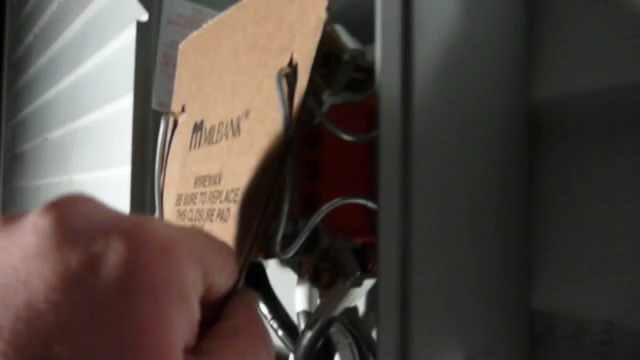 MILBANK
WIREMAN
BE SURE TO REPLACE
THIS CLOSURE PAD